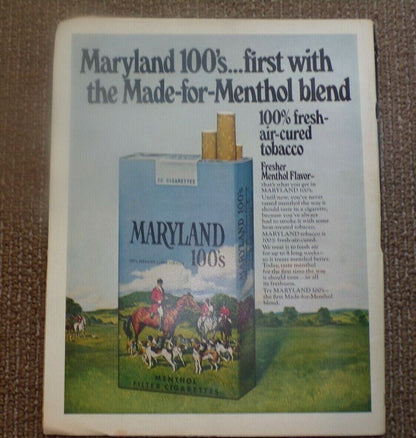 Maryland 100's...first with
the Made-for-Menthol blend
100% fresh-
air-cured
tobacco
Fresher
Menthol Flavor–
that's what you get in
MARYLAND 100's.
Until now, you've never
tasted menthol the way it
should taste in a cigarette,
because you've always
had to smoke it with some
heat-treated tobacco.
MARYLAND tobacco is
100% fresh-air-cured.
We treat it to fresh air
for up to 8 long weeks–
so it treats menthol better.
Today, taste menthol
for the first time the way
it should taste...in all
its freshness.
Try MARYLAND 100's–
the first Made-for-Menthol
blend.
20 CIGARETTES
MARYLAND
100's
MARYLAND 100's
MENTHOL
FILTER CIGARETTES